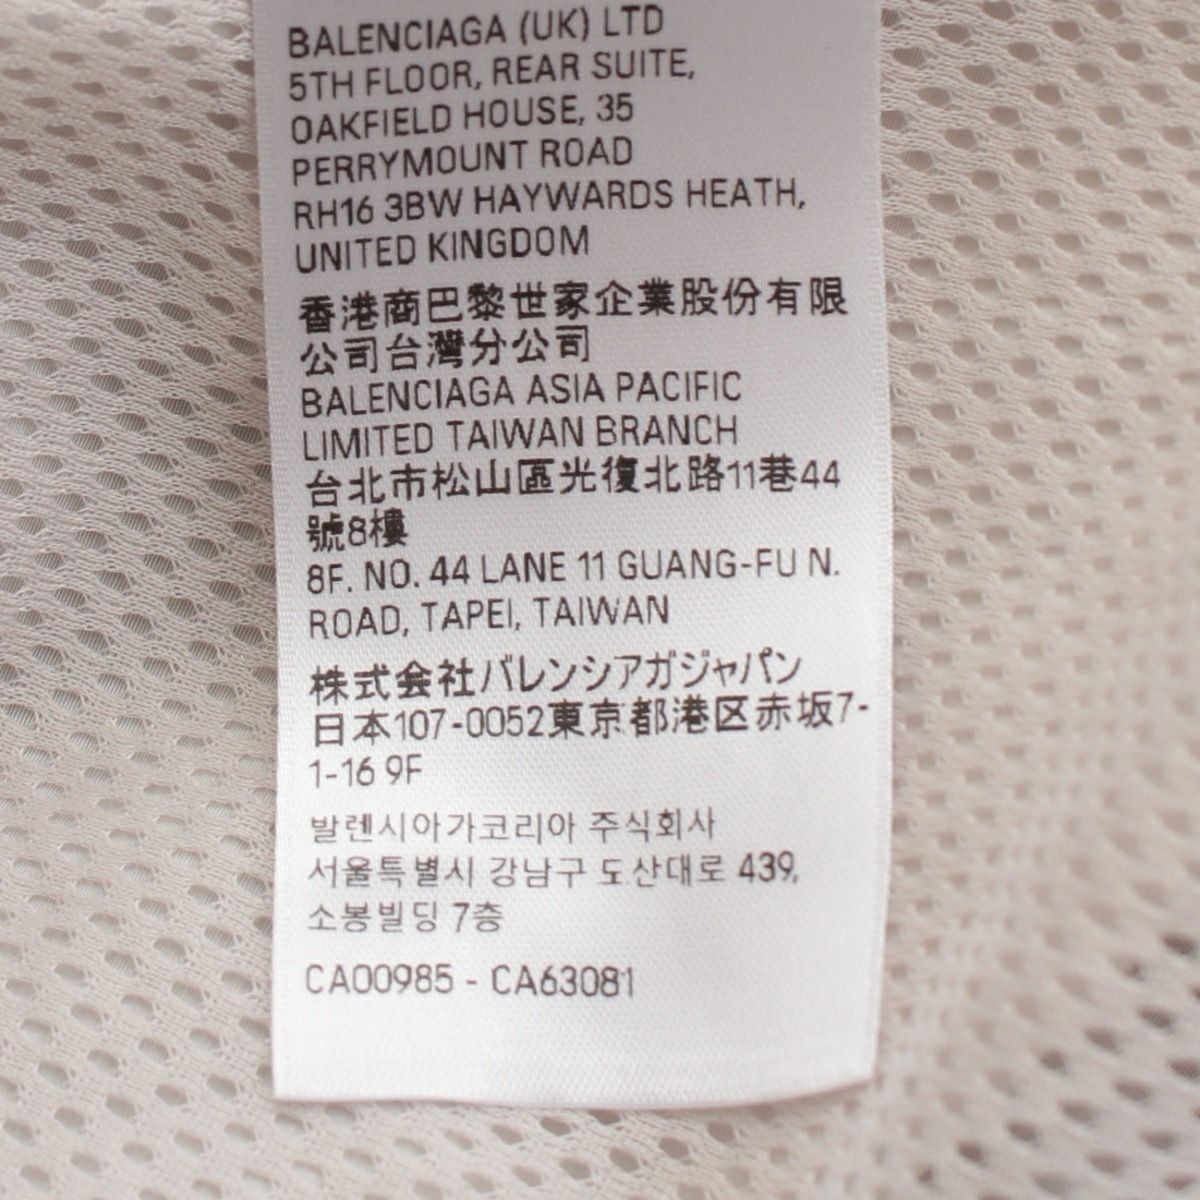 BALENCIAGA (UK) LTD
5TH FLOOR, REAR SUITE,
OAKFIELD HOUSE, 35
PERRYMOUNT ROAD
RH16 3BW HAYWARDS HEATH,
UNITED KINGDOM
香港商巴黎世家企業股份有限
公司台灣分公司
BALENCIAGA ASIA PACIFIC
LIMITED TAIWAN BRANCH
台北市松山區光復北路11巷44
號8樓
8F. NO. 44 LANE 11 GUANG-FU N.
ROAD, TAPEI, TAIWAN
株式会社バレンシアガジャパン
日本107-0052東京都港区赤坂7-
1-16 9F
발렌시아가코리아 주식회사
서울특별시 강남구 도산대로 439,
소봉빌딩 7층
CA00985 - CA63081